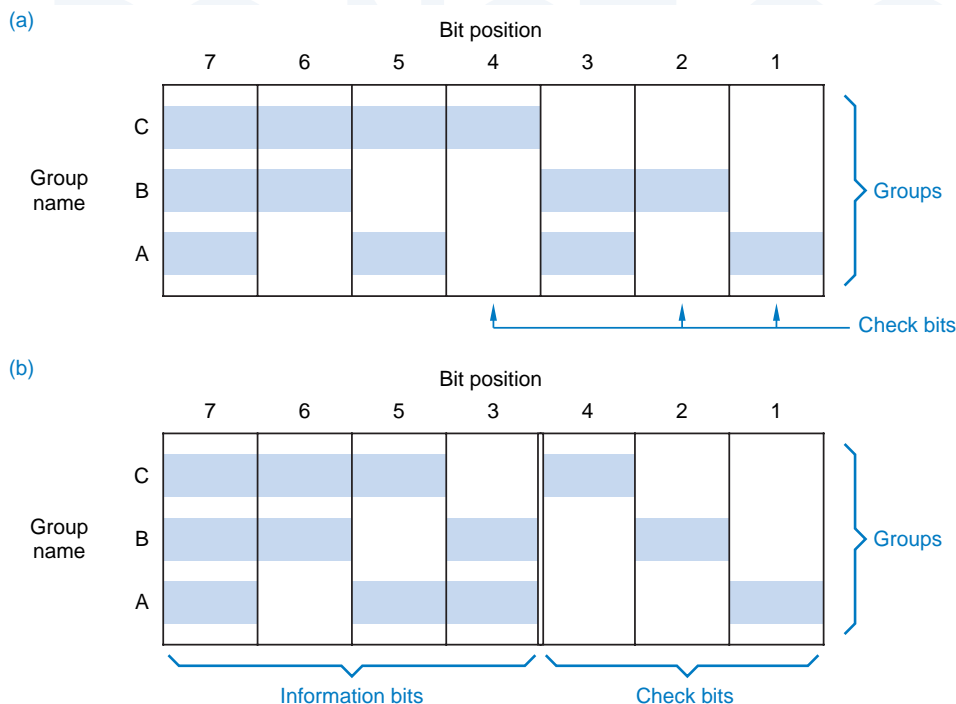 (a)
Bit position
7 6 5 4 3 2 1
C
Group name
B
Groups
A
Check bits
(b)
Bit position
7 6 5 3 4 2 1
C
Group name
B
Groups
A
Information bits Check bits